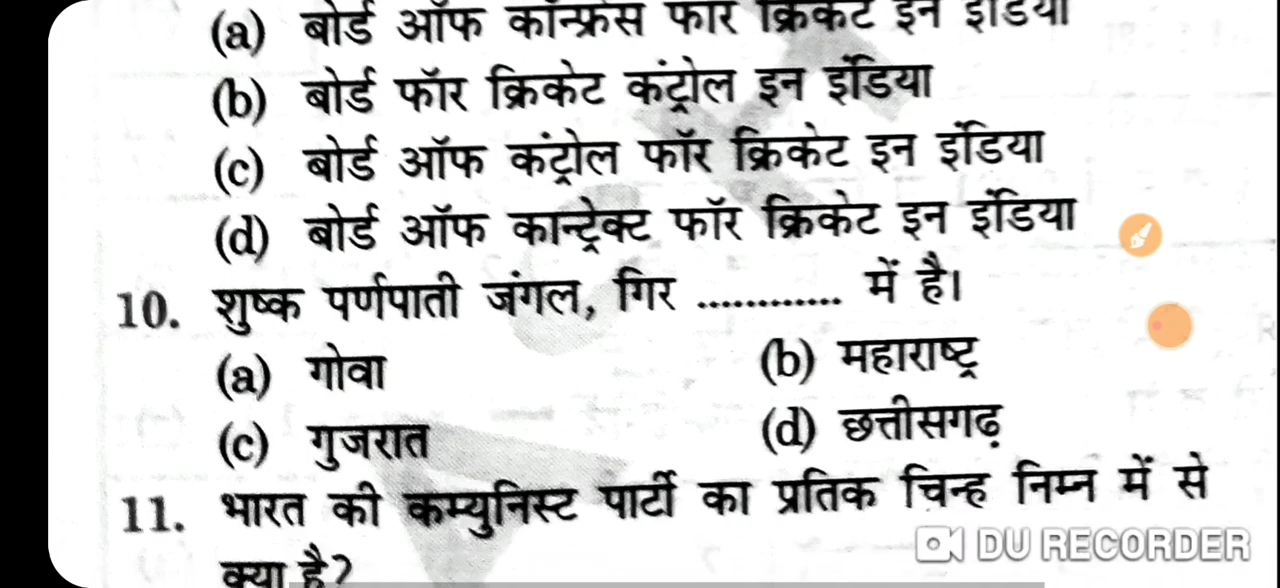 (a) बोर्ड ऑफ कॉन्फ्रेंस फॉर क्रिकेट इन इंडिया
(b) बोर्ड फॉर क्रिकेट कंट्रोल इन इंडिया
(c) बोर्ड ऑफ कंट्रोल फॉर क्रिकेट इन इंडिया
(d) बोर्ड ऑफ कान्ट्रेक्ट फॉर क्रिकेट इन इंडिया
10. शुष्क पर्णपाती जंगल, गिर ............ में है।
(a) गोवा (b) महाराष्ट्र
(c) गुजरात (d) छत्तीसगढ़
11. भारत की कम्युनिस्ट पार्टी का प्रतिक चिन्ह निम्न में से
क्या है?
DU RECORDER